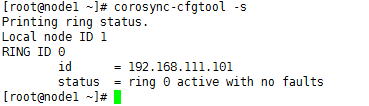 [root@node1 ~]# corosync-cfgtool -s
Printing ring status.
Local node ID 1
RING ID 0
        id      = 192.168.111.101
        status  = ring 0 active with no faults
[root@node1 ~]#